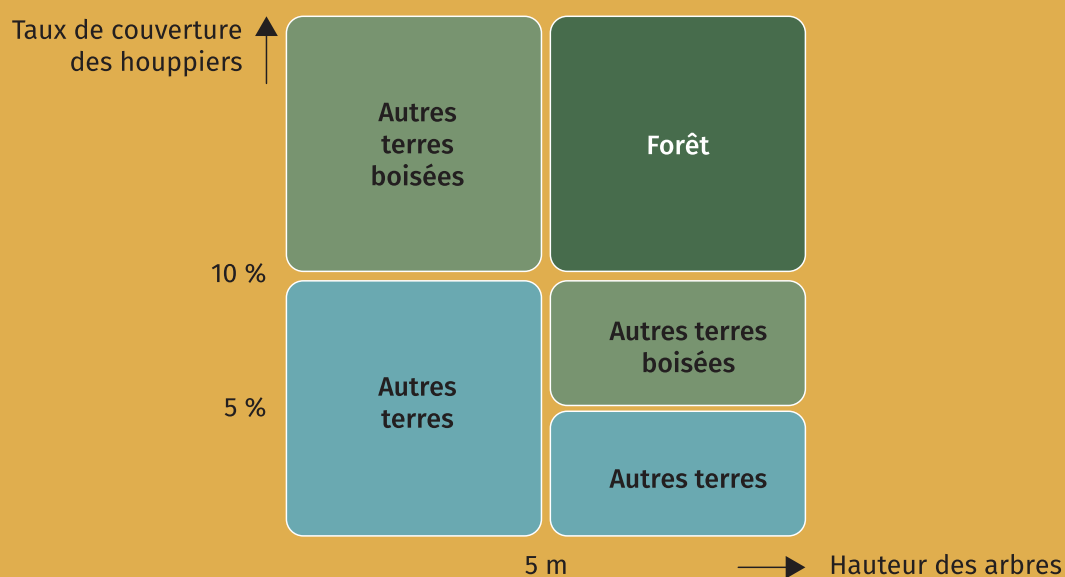 Taux de couverture
des houppiers
Autres
terres
boisées
Forêt
10 %
Autres terres
boisées
Autres
terres
5 %
Autres terres
5 m
Hauteur des arbres